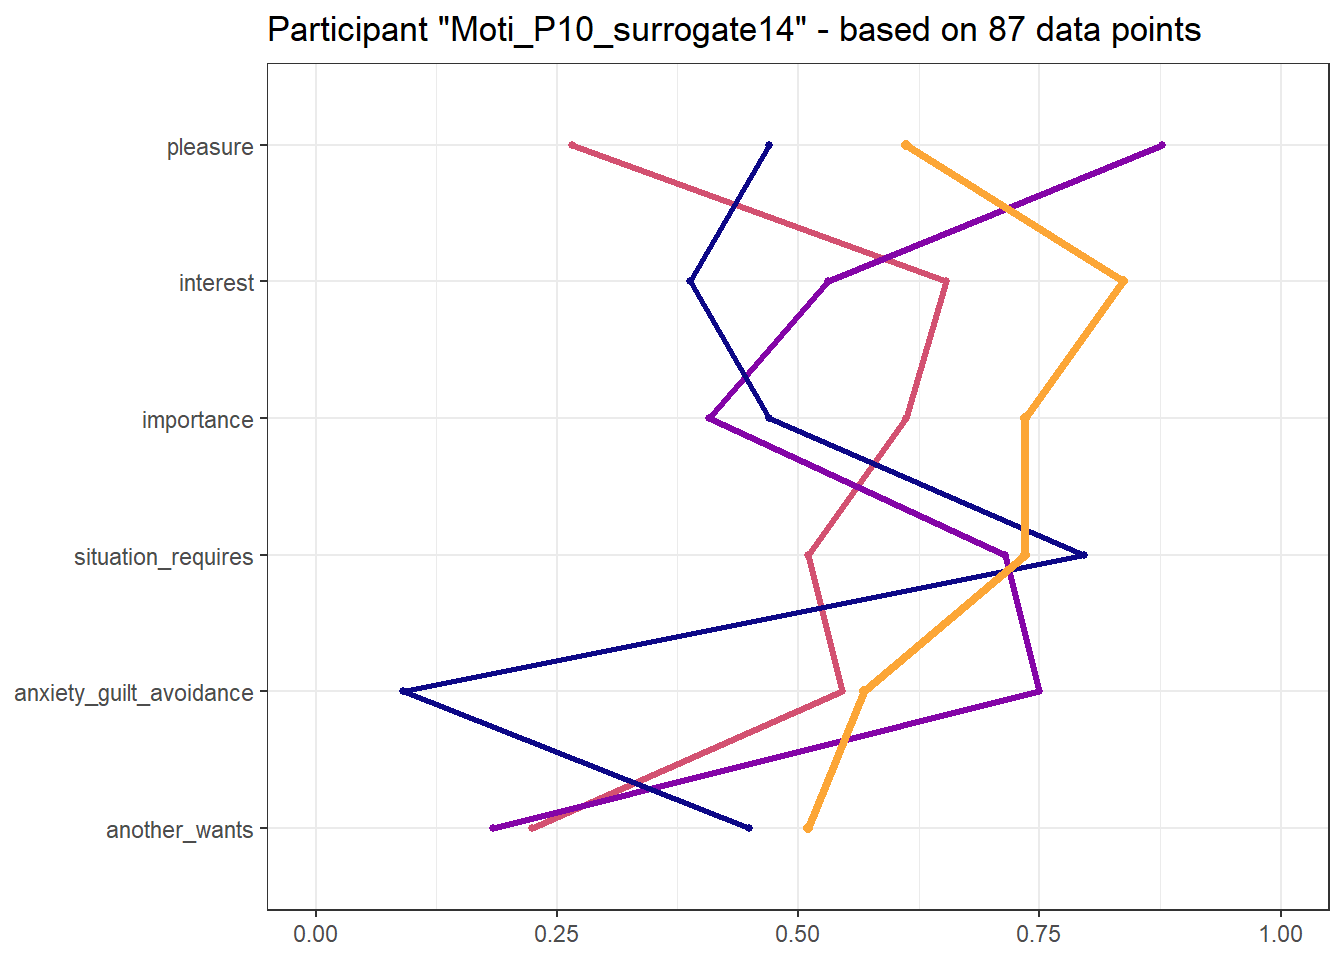 Participant "Moti_P10_surrogate14" - based on 87 data points
pleasure
interest
importance
situation_requires
anxiety_guilt_avoidance
another_wants
0.00 0.25 0.50 0.75 1.00